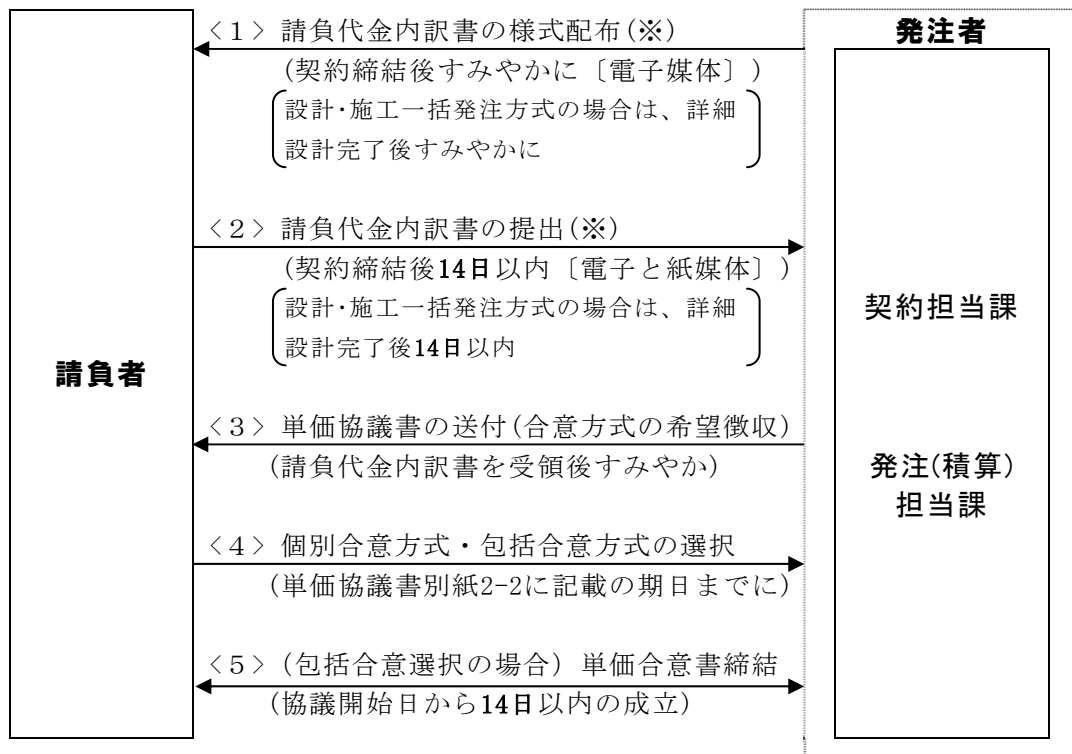 <1> 請負代金内訳書の様式配布(※)
発注者
(契約締結後すみやかに〔電子媒体〕)
設計・施工一括発注方式の場合は、詳細
設計完了後すみやかに
<2> 請負代金内訳書の提出(※)
(契約締結後14日以内〔電子と紙媒体〕)
設計・施工一括発注方式の場合は、詳細
設計完了後14日以内
契約担当課
請負者
<3> 単価協議書の送付(合意方式の希望徴収)
(請負代金内訳書を受領後すみやか)
発注(積算)
担当課
<4> 個別合意方式・包括合意方式の選択
(単価協議書別紙2-2に記載の期日までに)
<5> (包括合意選択の場合) 単価合意書締結
(協議開始日から14日以内の成立)